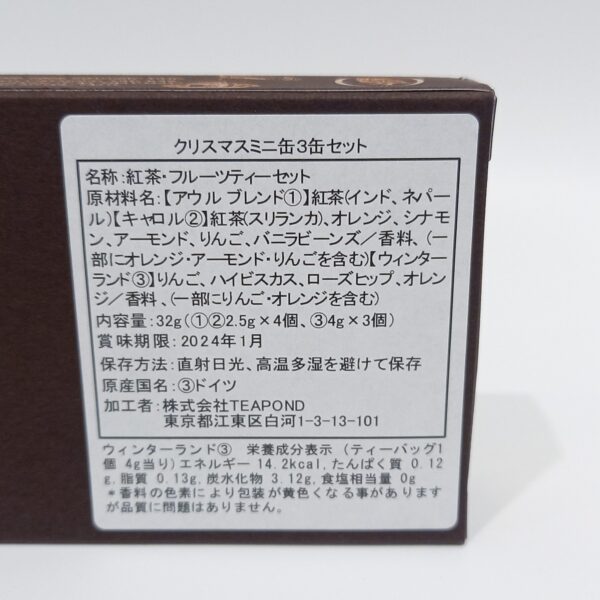 クリスマスミニ缶3缶セット
名称:紅茶・フルーツティーセット
原材料名:【アウル ブレンド①】紅茶(インド、ネパー
ル)【キャロル②】紅茶(スリランカ)、オレンジ、シナモ
ン、アーモンド、りんご、バニラビーンズ/香料、(一
部にオレンジ・アーモンド・りんごを含む)【ウィンター
ランド③】りんご、ハイビスカス、ローズヒップ、オレン
ジ/香料、(一部にりんご・オレンジを含む)
内容量:32g(①②2.5g×4個、③4g×3個)
賞味期限:2024年1月
保存方法:直射日光、高温多湿を避けて保存
原産国名:③ドイツ
加工者:株式会社TEAPOND
東京都江東区白河1-3-13-101
ウィンターランド③ 栄養成分表示 (ティーバッグ1
個 4g当り)エネルギー 14.2kcal,たんぱく質 0.12
g,脂質 0.13g,炭水化物 3.12g,食塩相当量 0g
*香料の色素により包装が黄色くなる事があります
が品質に問題はありません。